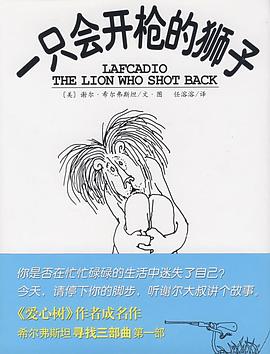 一只会开枪的狮子
LAFCADIO
THE LION WHO SHOT BACK
〔美〕谢尔·希尔弗斯坦/文·图　任溶溶/译
你是否在忙忙碌碌的生活中迷失了自己？
今天，请停下你的脚步，听谢尔大叔讲个故事。
《爱心树》作者成名作
希尔弗斯坦寻找三部曲第一部